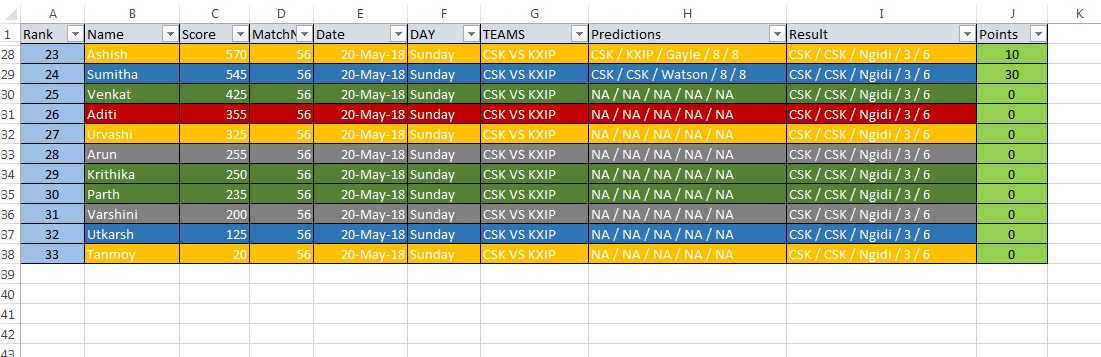 A B C D E F G H I J K
1 Rank Name Score MatchN Date DAY TEAMS Predictions Result Points
28 23 Ashish 570 56 20-May-18 Sunday CSK VS KXIP CSK / KXIP / Gayle / 8 / 8 CSK / CSK / Ngidi / 3 / 6 10
29 24 Sumitha 545 56 20-May-18 Sunday CSK VS KXIP CSK / CSK / Watson / 8 / 8 CSK / CSK / Ngidi / 3 / 6 30
30 25 Venkat 425 56 20-May-18 Sunday CSK VS KXIP NA / NA / NA / NA / NA CSK / CSK / Ngidi / 3 / 6 0
31 26 Aditi 355 56 20-May-18 Sunday CSK VS KXIP NA / NA / NA / NA / NA CSK / CSK / Ngidi / 3 / 6 0
32 27 Urvashi 325 56 20-May-18 Sunday CSK VS KXIP NA / NA / NA / NA / NA CSK / CSK / Ngidi / 3 / 6 0
33 28 Arun 255 56 20-May-18 Sunday CSK VS KXIP NA / NA / NA / NA / NA CSK / CSK / Ngidi / 3 / 6 0
34 29 Krithika 250 56 20-May-18 Sunday CSK VS KXIP NA / NA / NA / NA / NA CSK / CSK / Ngidi / 3 / 6 0
35 30 Parth 235 56 20-May-18 Sunday CSK VS KXIP NA / NA / NA / NA / NA CSK / CSK / Ngidi / 3 / 6 0
36 31 Varshini 200 56 20-May-18 Sunday CSK VS KXIP NA / NA / NA / NA / NA CSK / CSK / Ngidi / 3 / 6 0
37 32 Utkarsh 125 56 20-May-18 Sunday CSK VS KXIP NA / NA / NA / NA / NA CSK / CSK / Ngidi / 3 / 6 0
38 33 Tanmoy 20 56 20-May-18 Sunday CSK VS KXIP NA / NA / NA / NA / NA CSK / CSK / Ngidi / 3 / 6 0
39
40
41
42
43